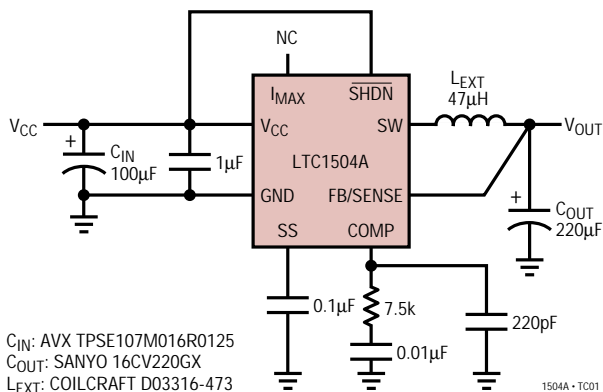 NC
IMAX
SHDN
LEXT
47µH
VCC
VCC
SW
VOUT
+
CIN
100µF
1µF
LTC1504A
GND
FB/SENSE
+
COUT
220µF
SS
COMP
0.1µF
7.5k
0.01µF
220pF
CIN: AVX TPSE107M016R0125
COUT: SANYO 16CV220GX
LEXT: COILCRAFT D03316-473
1504A • TC01